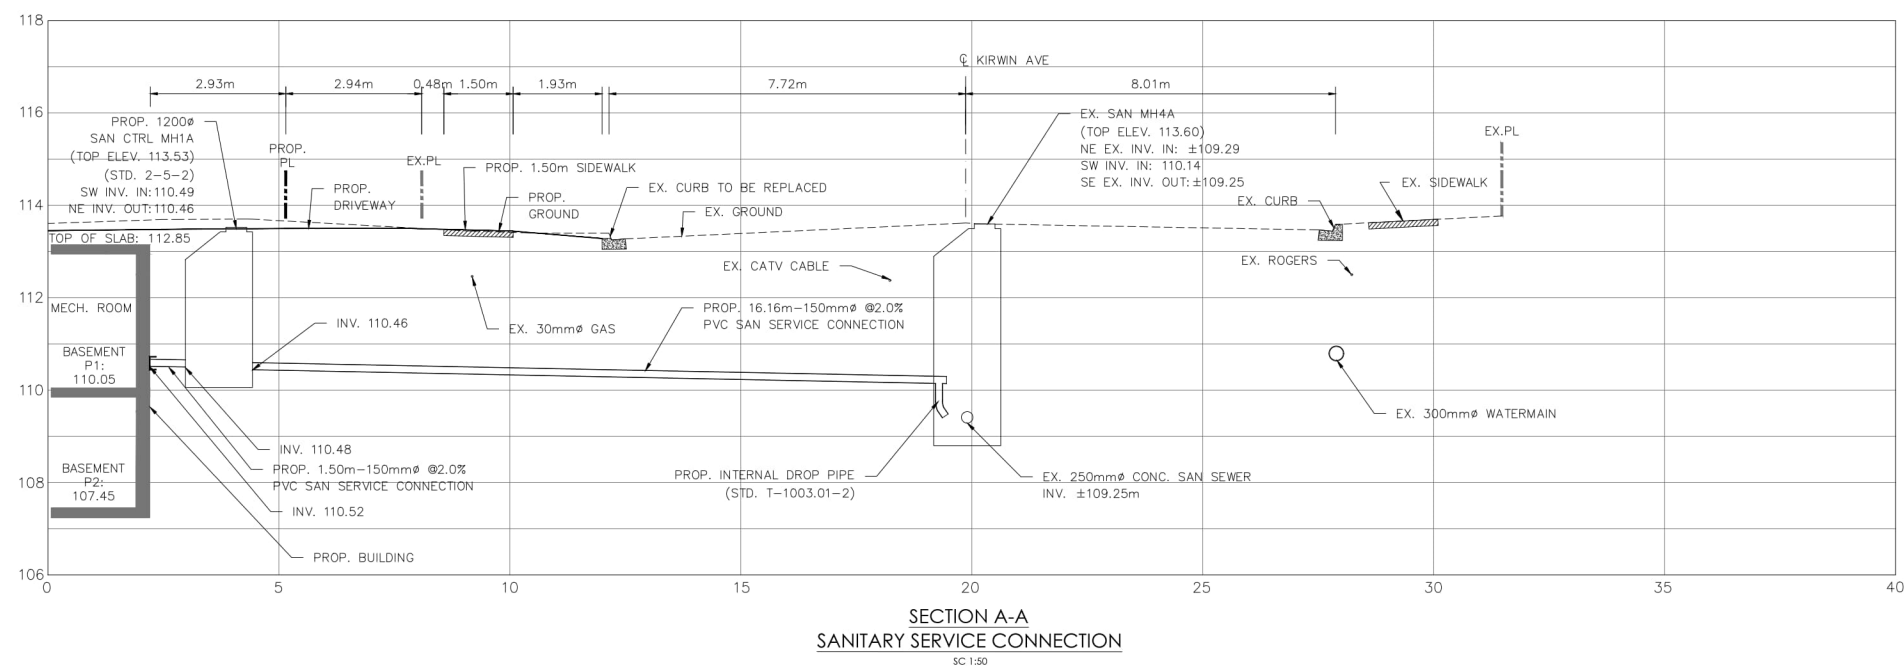 118
116
114
112
110
108
106
0
5
10
15
20
25
30
35
40
℄ KIRWIN AVE
2.93m
2.94m
0.48m
1.50m
1.93m
7.72m
8.01m
PROP. 1200ø
SAN CTRL MH1A
(TOP ELEV. 113.53)
(STD. 2-5-2)
SW INV. IN:110.49
NE INV. OUT:110.46
PROP.
PL
EX.PL
PROP. 1.50m SIDEWALK
PROP.
DRIVEWAY
PROP.
GROUND
EX. CURB TO BE REPLACED
EX. GROUND
EX. SAN MH4A
(TOP ELEV. 113.60)
NE EX. INV. IN: ±109.29
SW INV. IN: 110.14
SE EX. INV. OUT:±109.25
EX. CURB
EX. SIDEWALK
EX.PL
TOP OF SLAB: 112.85
EX. CATV CABLE
EX. ROGERS
MECH. ROOM
INV. 110.46
EX. 30mmø GAS
PROP. 16.16m-150mmø @2.0%
PVC SAN SERVICE CONNECTION
BASEMENT
P1:
110.05
EX. 300mmø WATERMAIN
INV. 110.48
PROP. 1.50m-150mmø @2.0%
PVC SAN SERVICE CONNECTION
INV. 110.52
PROP. BUILDING
BASEMENT
P2:
107.45
PROP. INTERNAL DROP PIPE
(STD. T-1003.01-2)
EX. 250mmø CONC. SAN SEWER
INV. ±109.25m
SECTION A-A
SANITARY SERVICE CONNECTION
SC 1:50